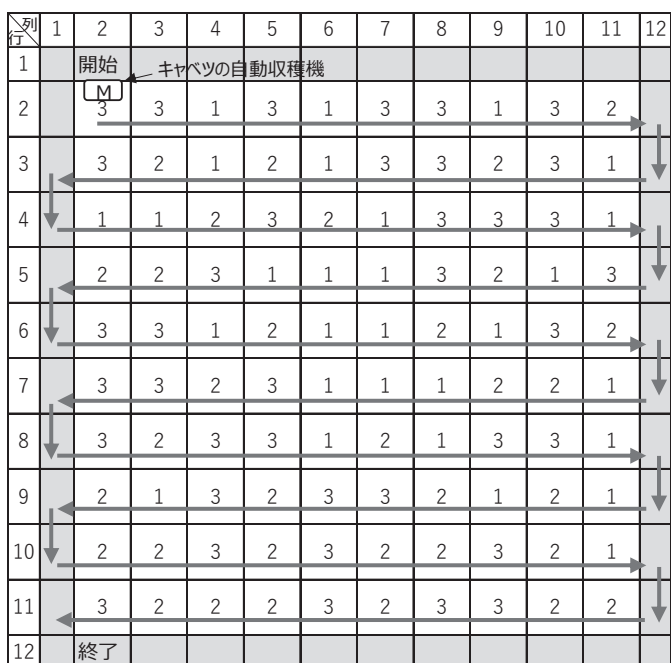 列 1 2 3 4 5 6 7 8 9 10 11 12
行
1 開始 キャベツの自動収穫機
M
2 3 3 1 3 1 3 3 1 3 2
3 3 2 1 2 1 3 3 2 3 1
4 1 1 2 3 2 1 3 3 3 1
5 2 2 3 1 1 1 3 2 1 3
6 3 3 1 2 1 1 2 1 3 2
7 3 3 2 3 1 1 1 2 2 1
8 3 2 3 3 1 2 1 3 3 1
9 2 1 3 2 3 3 2 1 2 1
10 2 2 3 2 3 2 2 3 2 1
11 3 2 2 2 3 2 3 3 2 2
12 終了